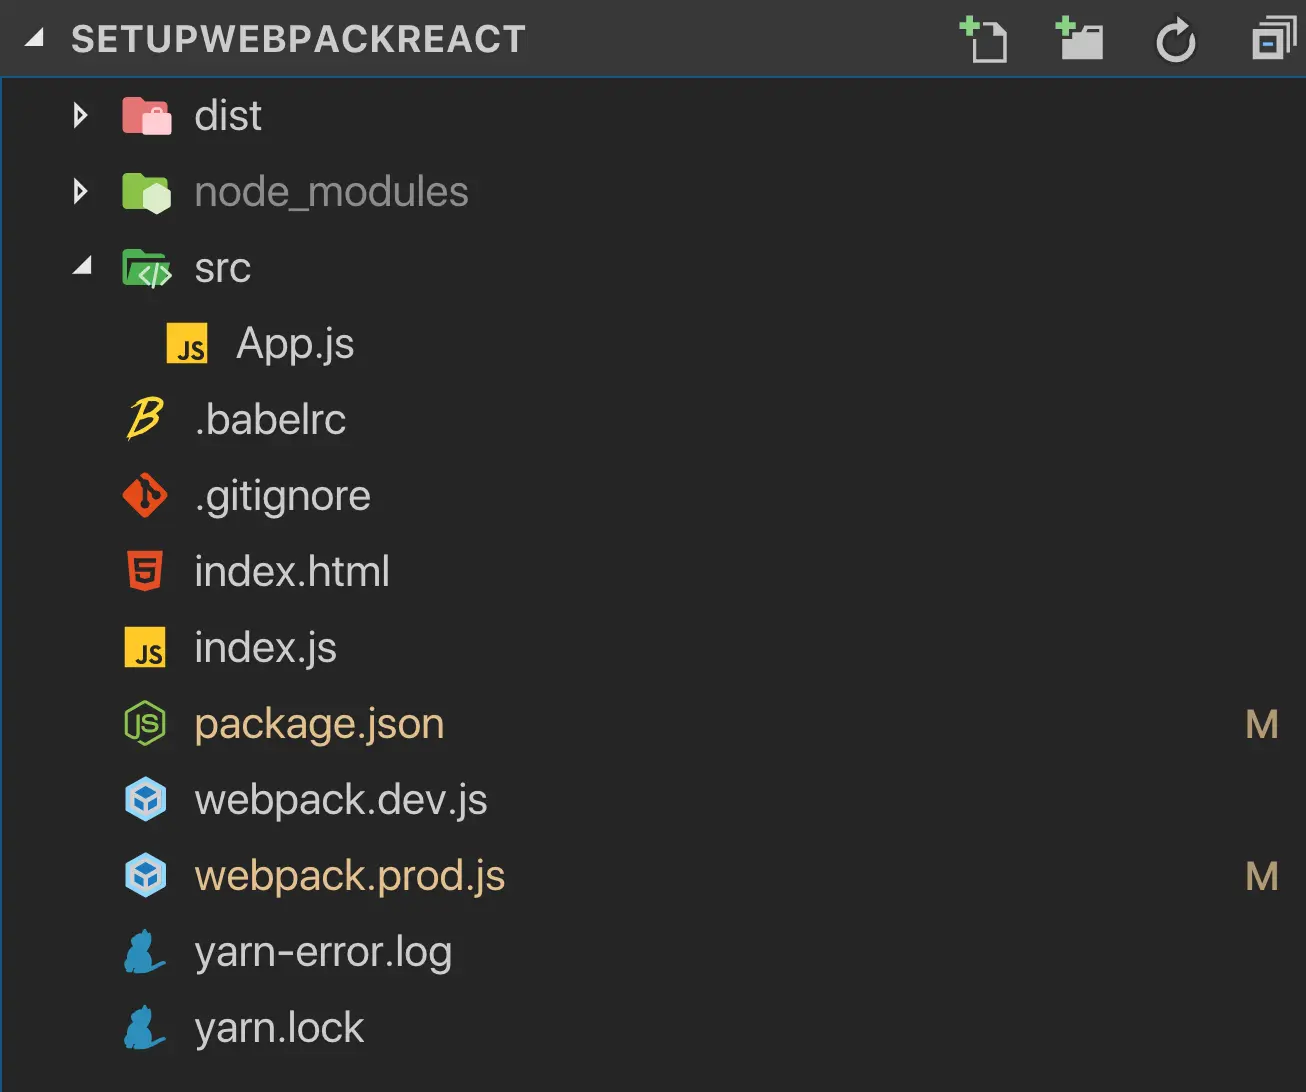 SETUPWEBPACKREACT
dist
node_modules
src
JS App.js
.babelrc
.gitignore
index.html
JS index.js
package.json M
webpack.dev.js
webpack.prod.js M
yarn-error.log
yarn.lock